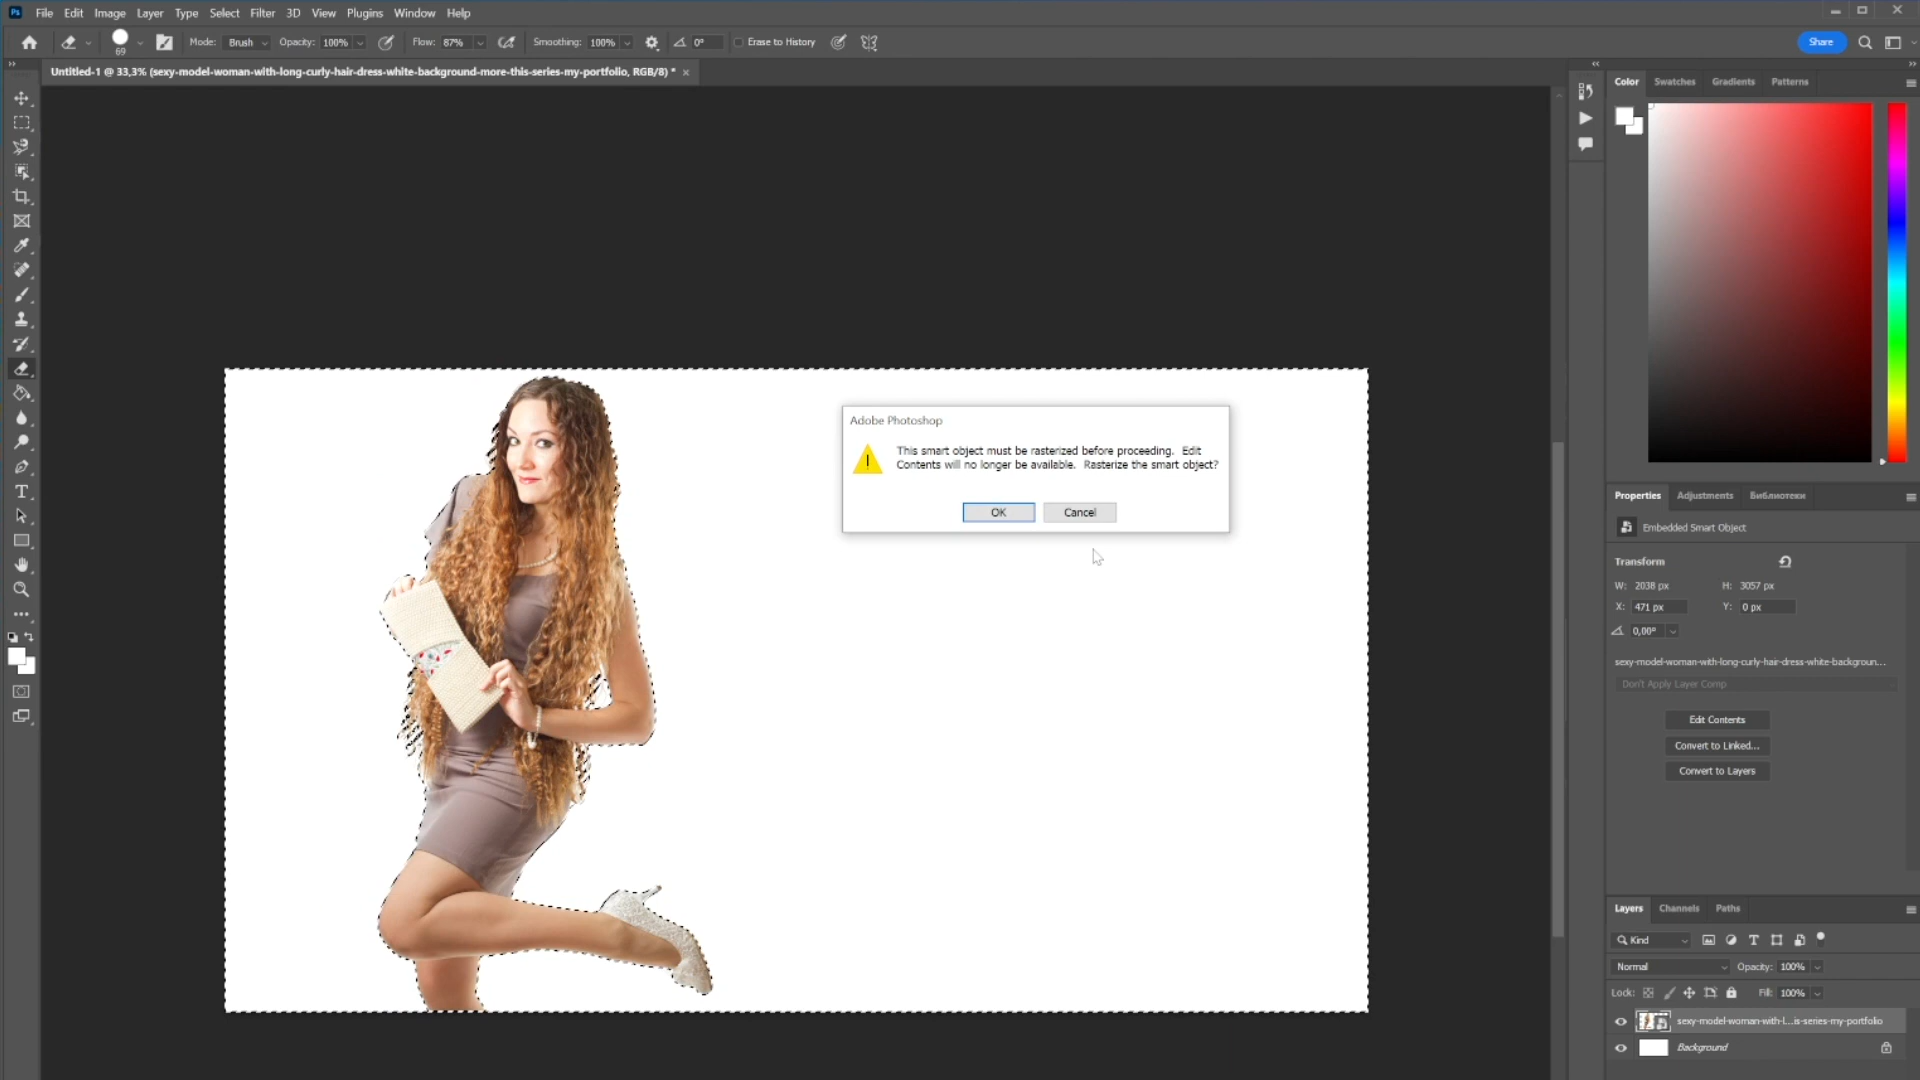 Ps File Edit Image Layer Type Select Filter 3D View Plugins Window Help
69 Mode: Brush Opacity: 100% Flow: 87% Smoothing: 100% 0° Erase to History Share
Untitled-1 @ 33,3% (sexy-model-woman-with-long-curly-hair-dress-white-background-more-this-series-my-portfolio, RGB/8) * ×
Color Swatches Gradients Patterns
Adobe Photoshop
This smart object must be rasterized before proceeding. Edit
Contents will no longer be available. Rasterize the smart object?
OK Cancel
Properties Adjustments Библиотеки
Embedded Smart Object
Transform
W: 2038 px H: 3057 px
X: 471 px Y: 0 px
0,00°
sexy-model-woman-with-long-curly-hair-dress-white-backgroun...
Don't Apply Layer Comp
Edit Contents
Convert to Linked...
Convert to Layers
Layers Channels Paths
Kind
Normal Opacity: 100%
Lock: Fill: 100%
sexy-model-woman-with-l...is-series-my-portfolio
Background